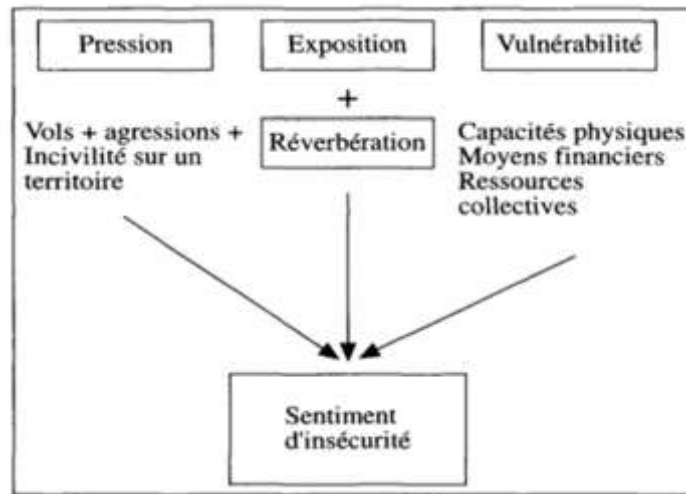 Pression
Exposition
Vulnérabilité
+
Vols + agressions +
Incivilité sur un
territoire
Réverbération
Capacités physiques
Moyens financiers
Ressources
collectives
Sentiment
d'insécurité